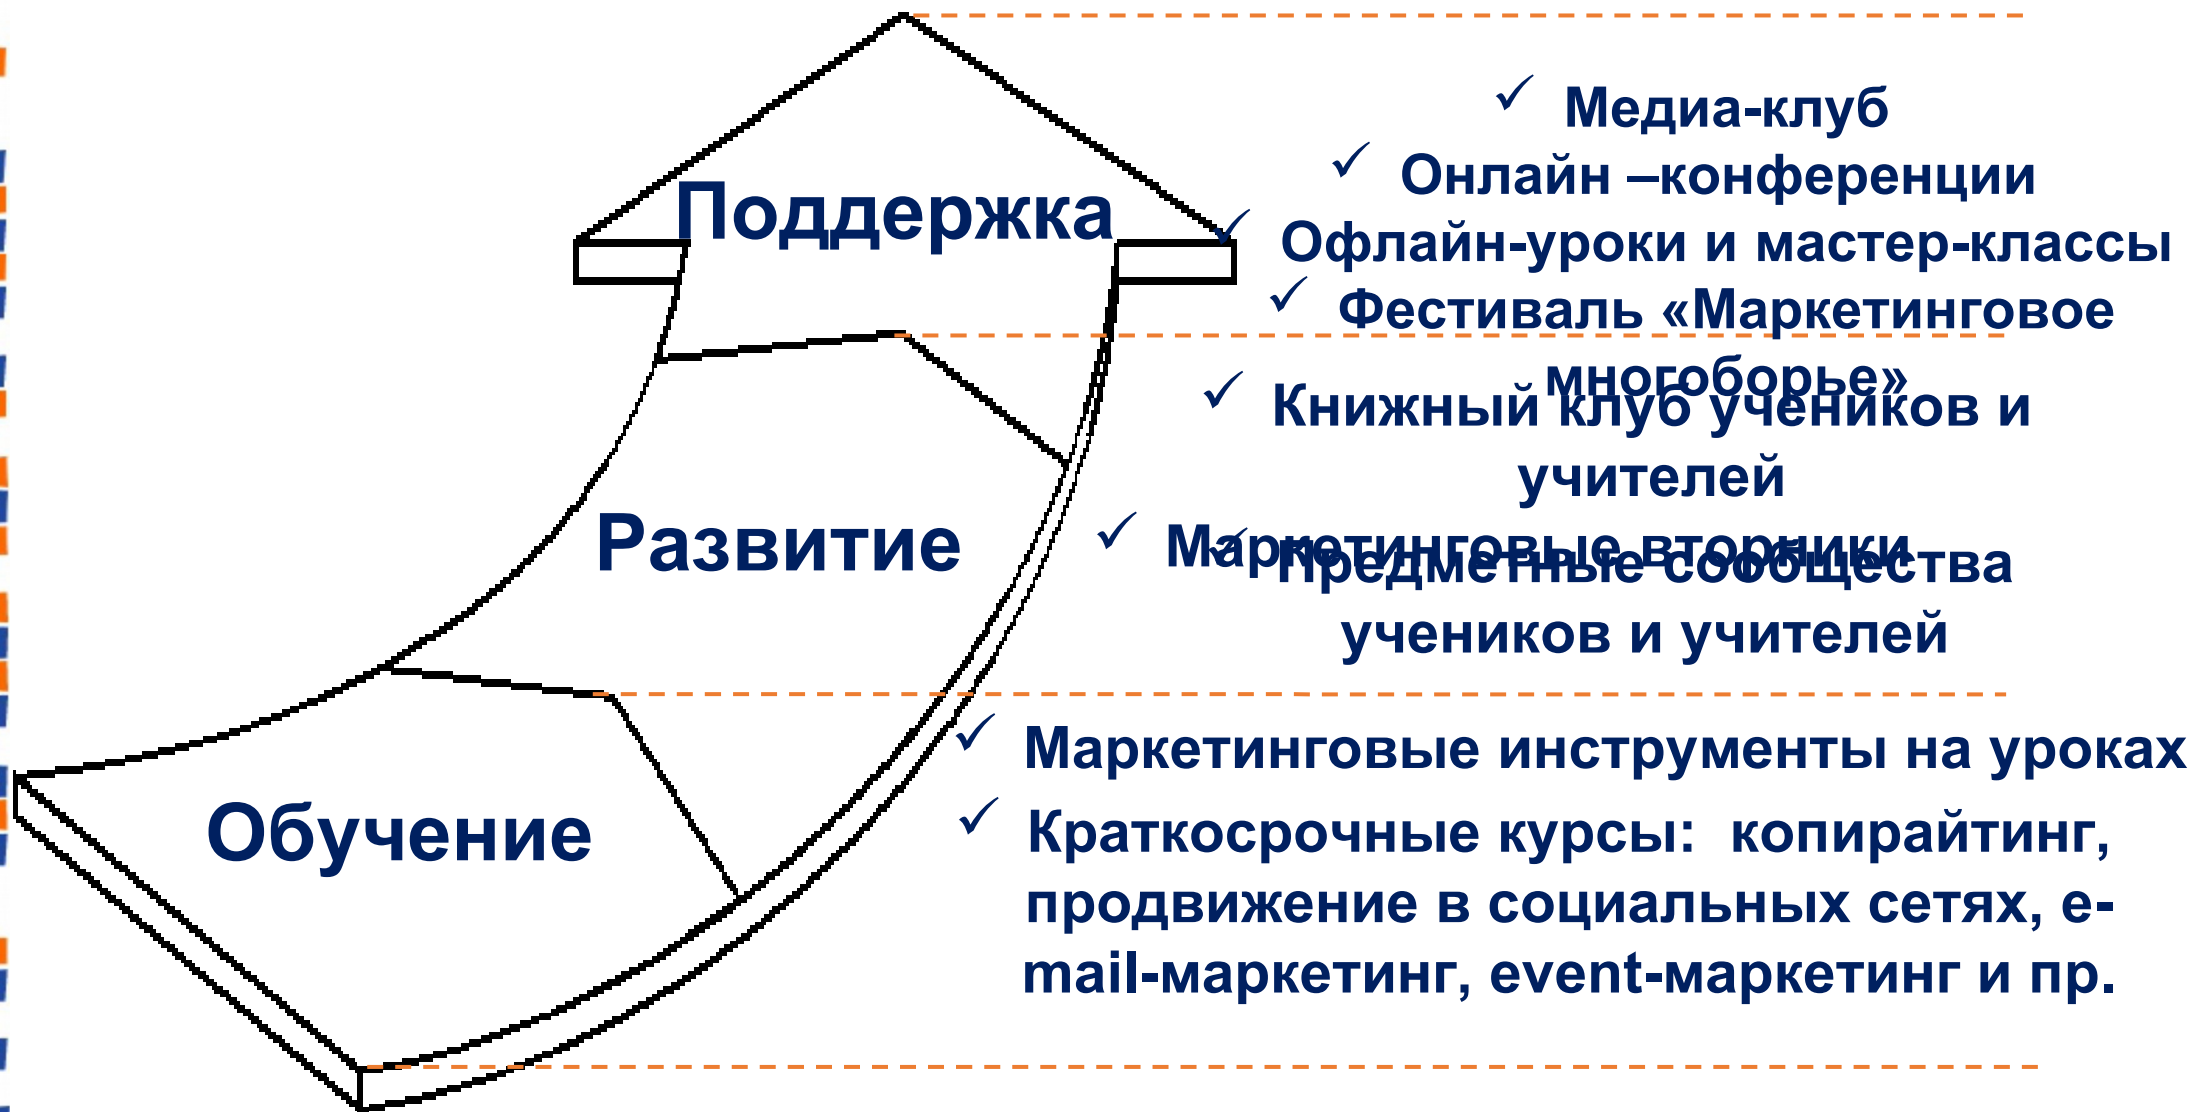 Поддержка
✓ Медиа-клуб
✓ Онлайн –конференции
✓ Офлайн-уроки и мастер-классы
✓ Фестиваль «Маркетинговое
многоборье»
Развитие
✓ Книжный клуб учеников и
учителей
✓ Маркетинговые вторники
✓ Предметные сообщества
учеников и учителей
Обучение
✓ Маркетинговые инструменты на уроках
✓ Краткосрочные курсы: копирайтинг,
продвижение в социальных сетях, e-
mail-маркетинг, event-маркетинг и пр.